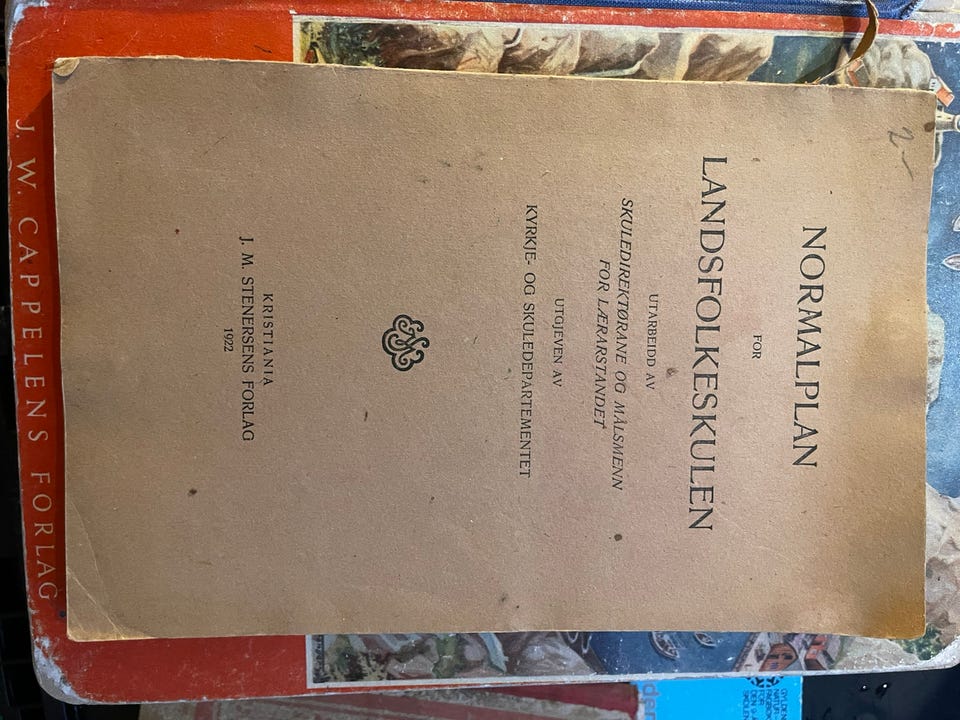 2-
NORMALPLAN
FOR
LANDSFOLKESKULEN
UTARBEIDD AV
SKULEDIREKTØRANE OG MÅLSMENN
FOR LÆRARSTANDET
UTGJEVEN AV
KYRKJE- OG SKULEDEPARTEMENTET
KRISTIANIA
J. M. STENERSENS FORLAG
1922
J. W. CAPPELENS FORLAG